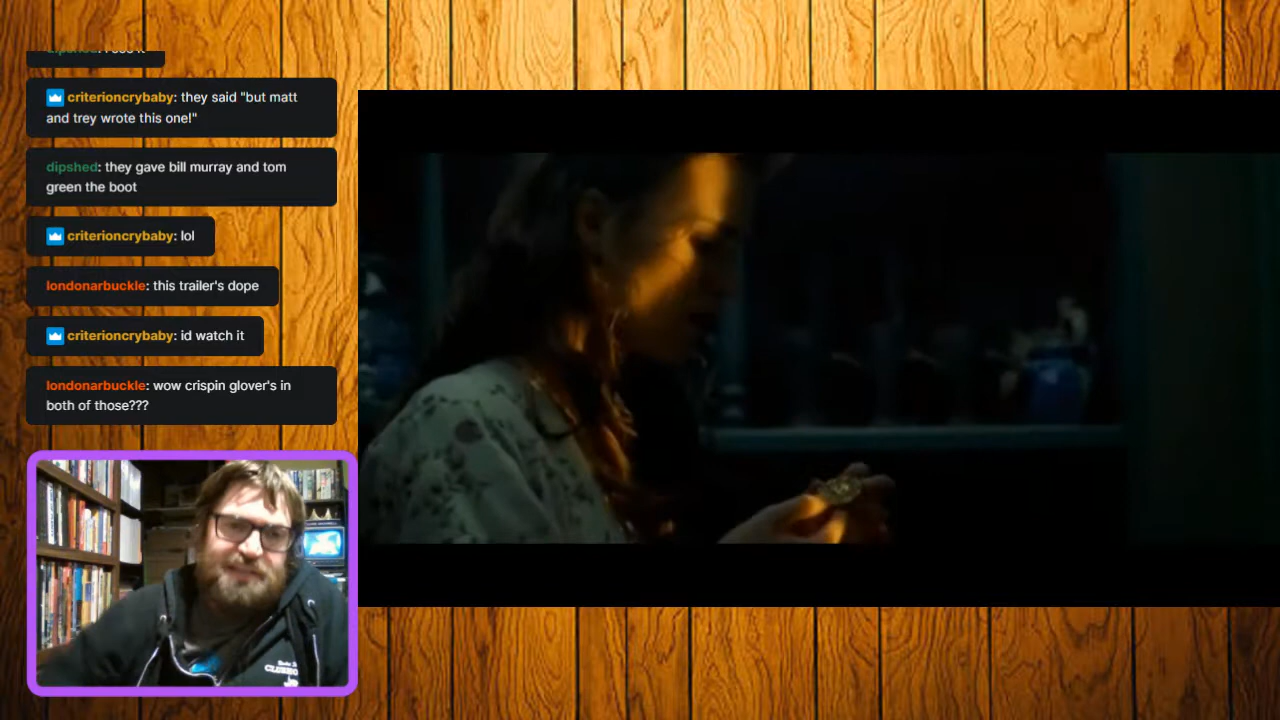 criterioncrybaby: they said "but matt
and trey wrote this one!"
dipshed: they gave bill murray and tom
green the boot
criterioncrybaby: lol
londonarbuckle: this trailer's dope
criterioncrybaby: id watch it
londonarbuckle: wow crispin glover's in
both of those???